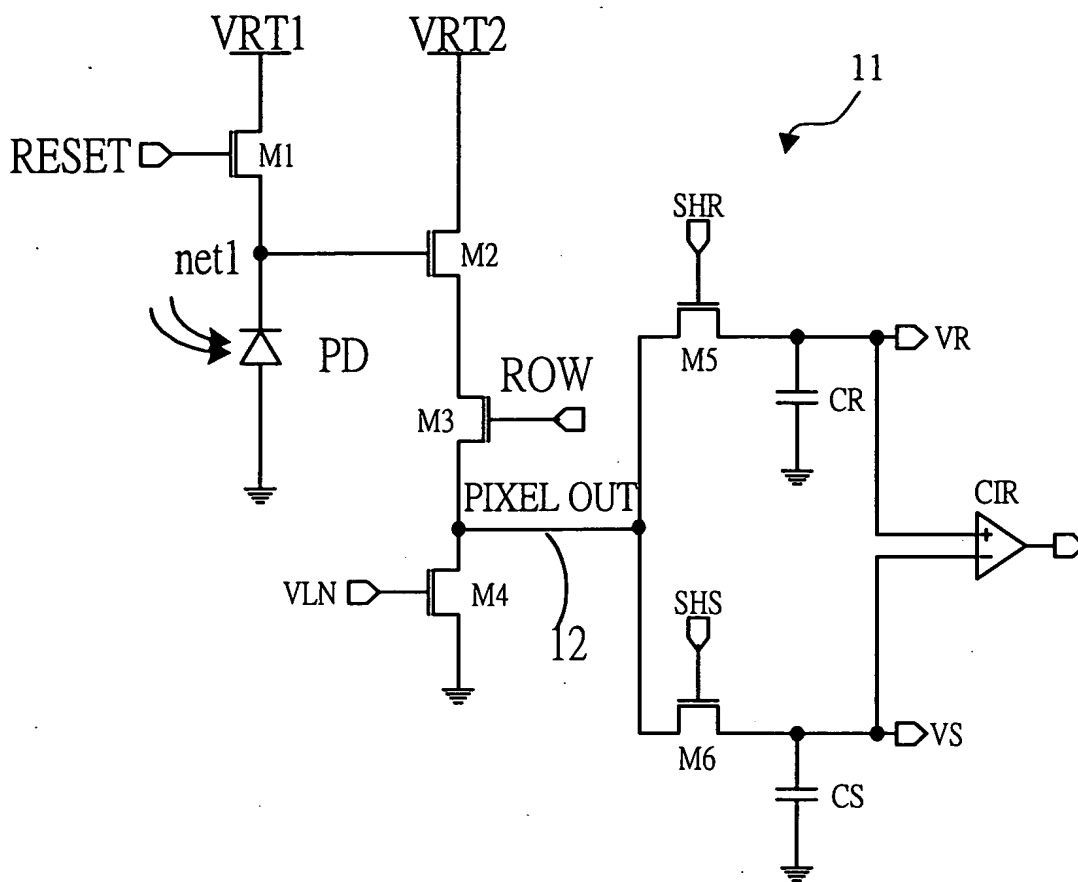 VRT1 VRT2
11
RESET M1
SHR
net1 M2
PD
M5 VR
ROW
M3 CR
PIXEL OUT CIR
+
−
VLN M4 SHS
12
M6 VS
CS